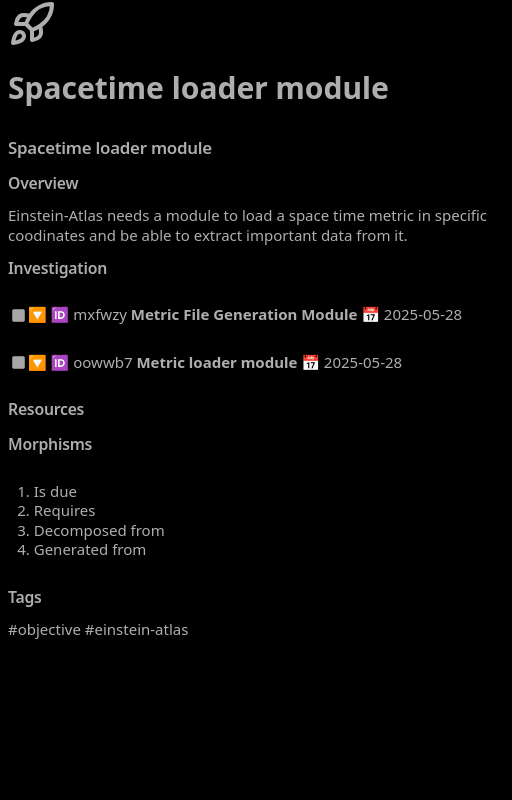 Spacetime loader module
Spacetime loader module
Overview
Einstein-Atlas needs a module to load a space time metric in specific
coodinates and be able to extract important data from it.
Investigation
🔽 🆔 mxfwzy Metric File Generation Module 📅 2025-05-28
🔽 🆔 oowwb7 Metric loader module 📅 2025-05-28
Resources
Morphisms
1. Is due
2. Requires
3. Decomposed from
4. Generated from
Tags
#objective #einstein-atlas